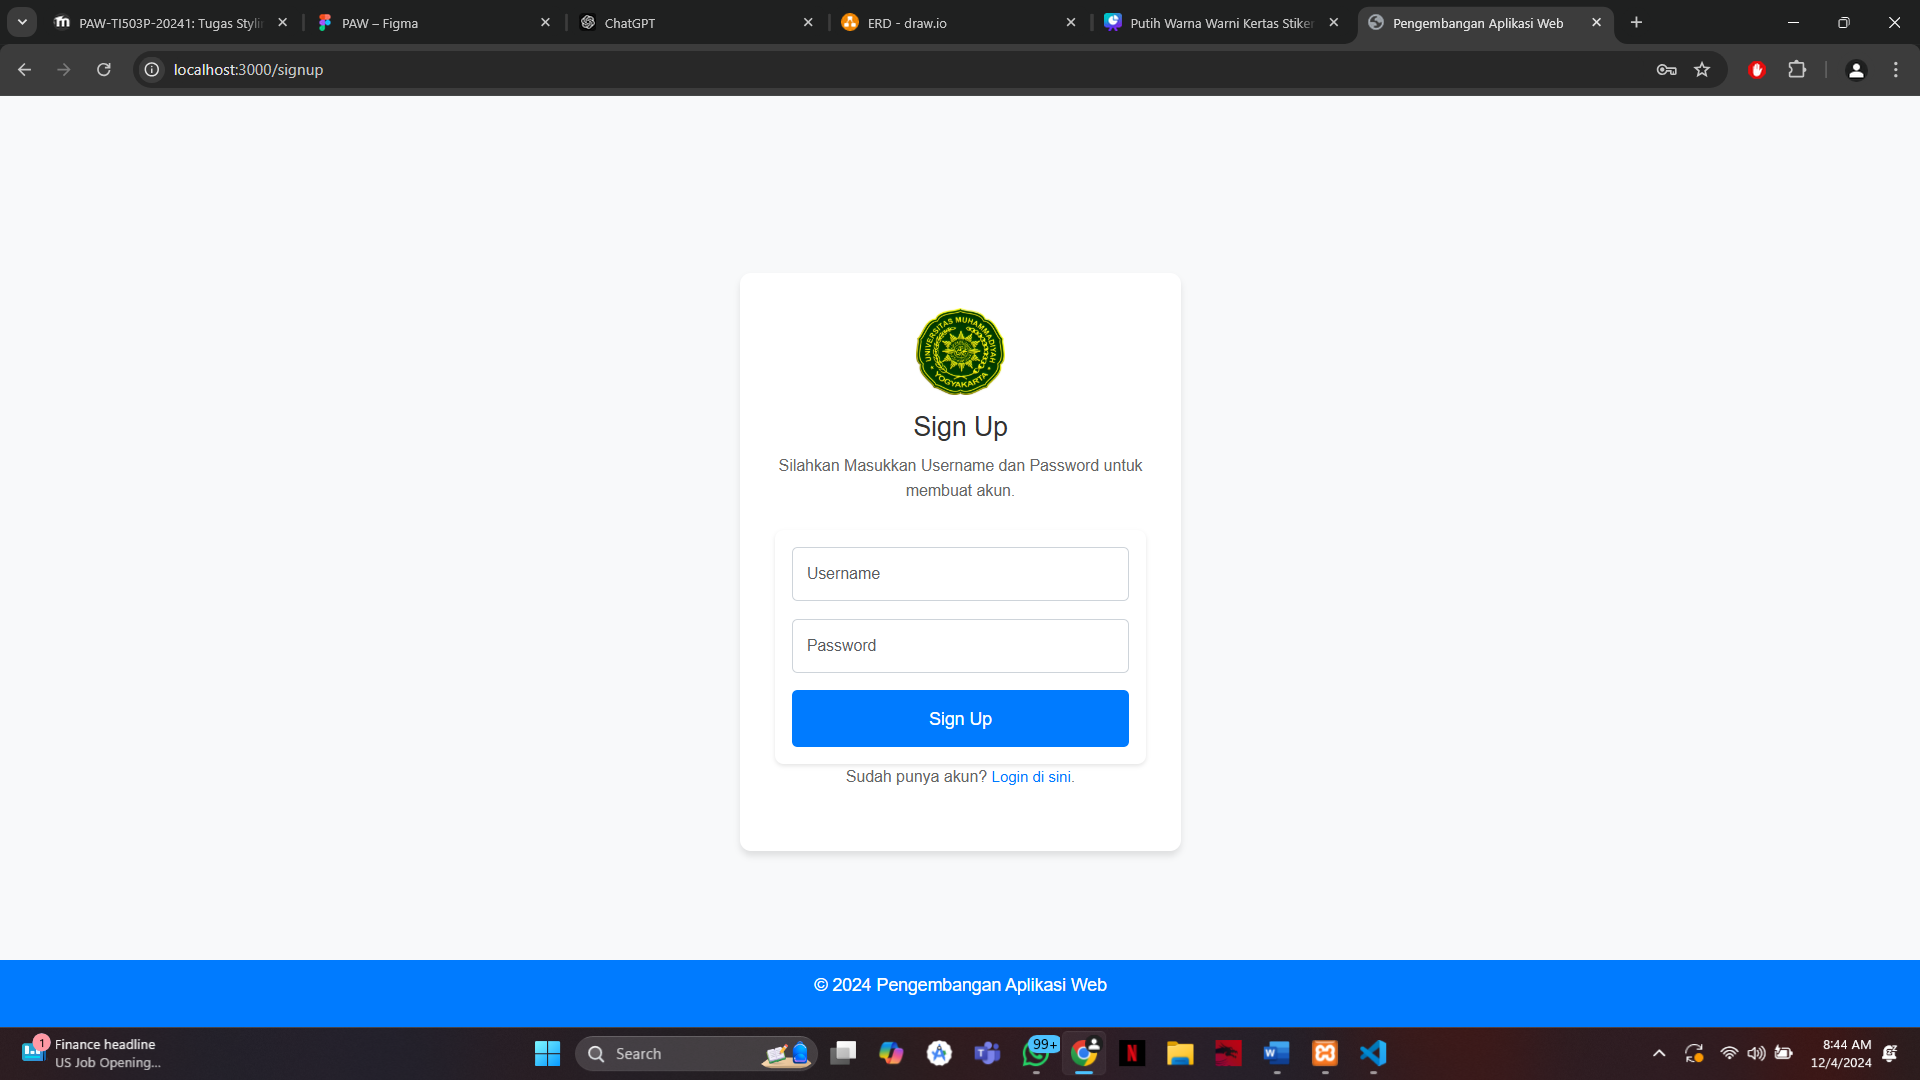 PAW-TI503P-20241: Tugas Stylin
PAW – Figma
ChatGPT
ERD - draw.io
Putih Warna Warni Kertas Stiker
Pengembangan Aplikasi Web
localhost:3000/signup
UNIVERSITAS MUHAMMADIYAH
YOGYAKARTA
Sign Up
Silahkan Masukkan Username dan Password untuk
membuat akun.
Username
Password
Sign Up
Sudah punya akun? Login di sini.
© 2024 Pengembangan Aplikasi Web
1
Finance headline
US Job Opening...
Search
99+
8:44 AM
12/4/2024